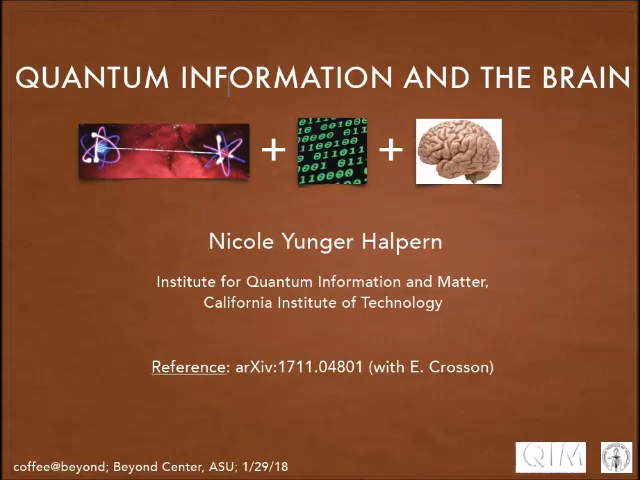 QUANTUM INFORMATION AND THE BRAIN
+ +
Nicole Yunger Halpern
Institute for Quantum Information and Matter,
California Institute of Technology
Reference: arXiv:1711.04801 (with E. Crosson)
QIM
coffee@beyond; Beyond Center, ASU; 1/29/18